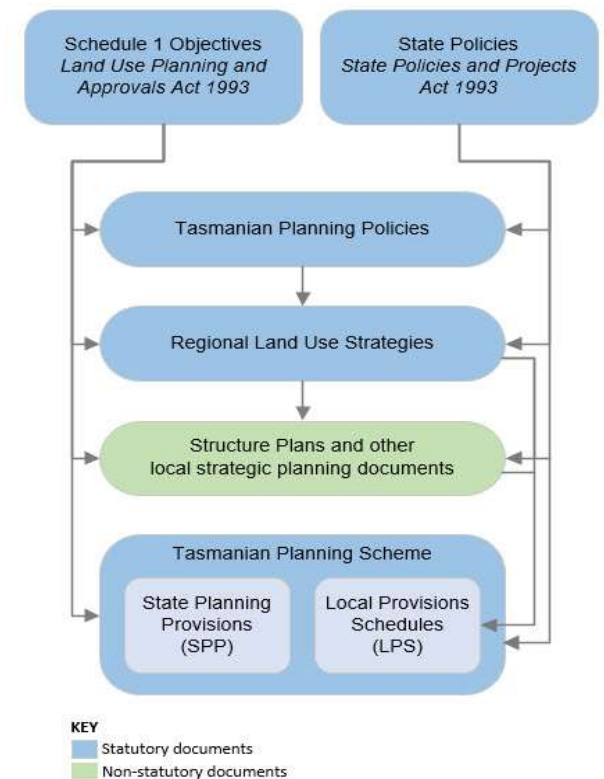 Schedule 1 Objectives
Land Use Planning and
Approvals Act 1993
State Policies
State Policies and Projects
Act 1993
Tasmanian Planning Policies
Regional Land Use Strategies
Structure Plans and other
local strategic planning documents
Tasmanian Planning Scheme
State Planning
Provisions
(SPP)
Local Provisions
Schedules
(LPS)
KEY
Statutory documents
Non-statutory documents